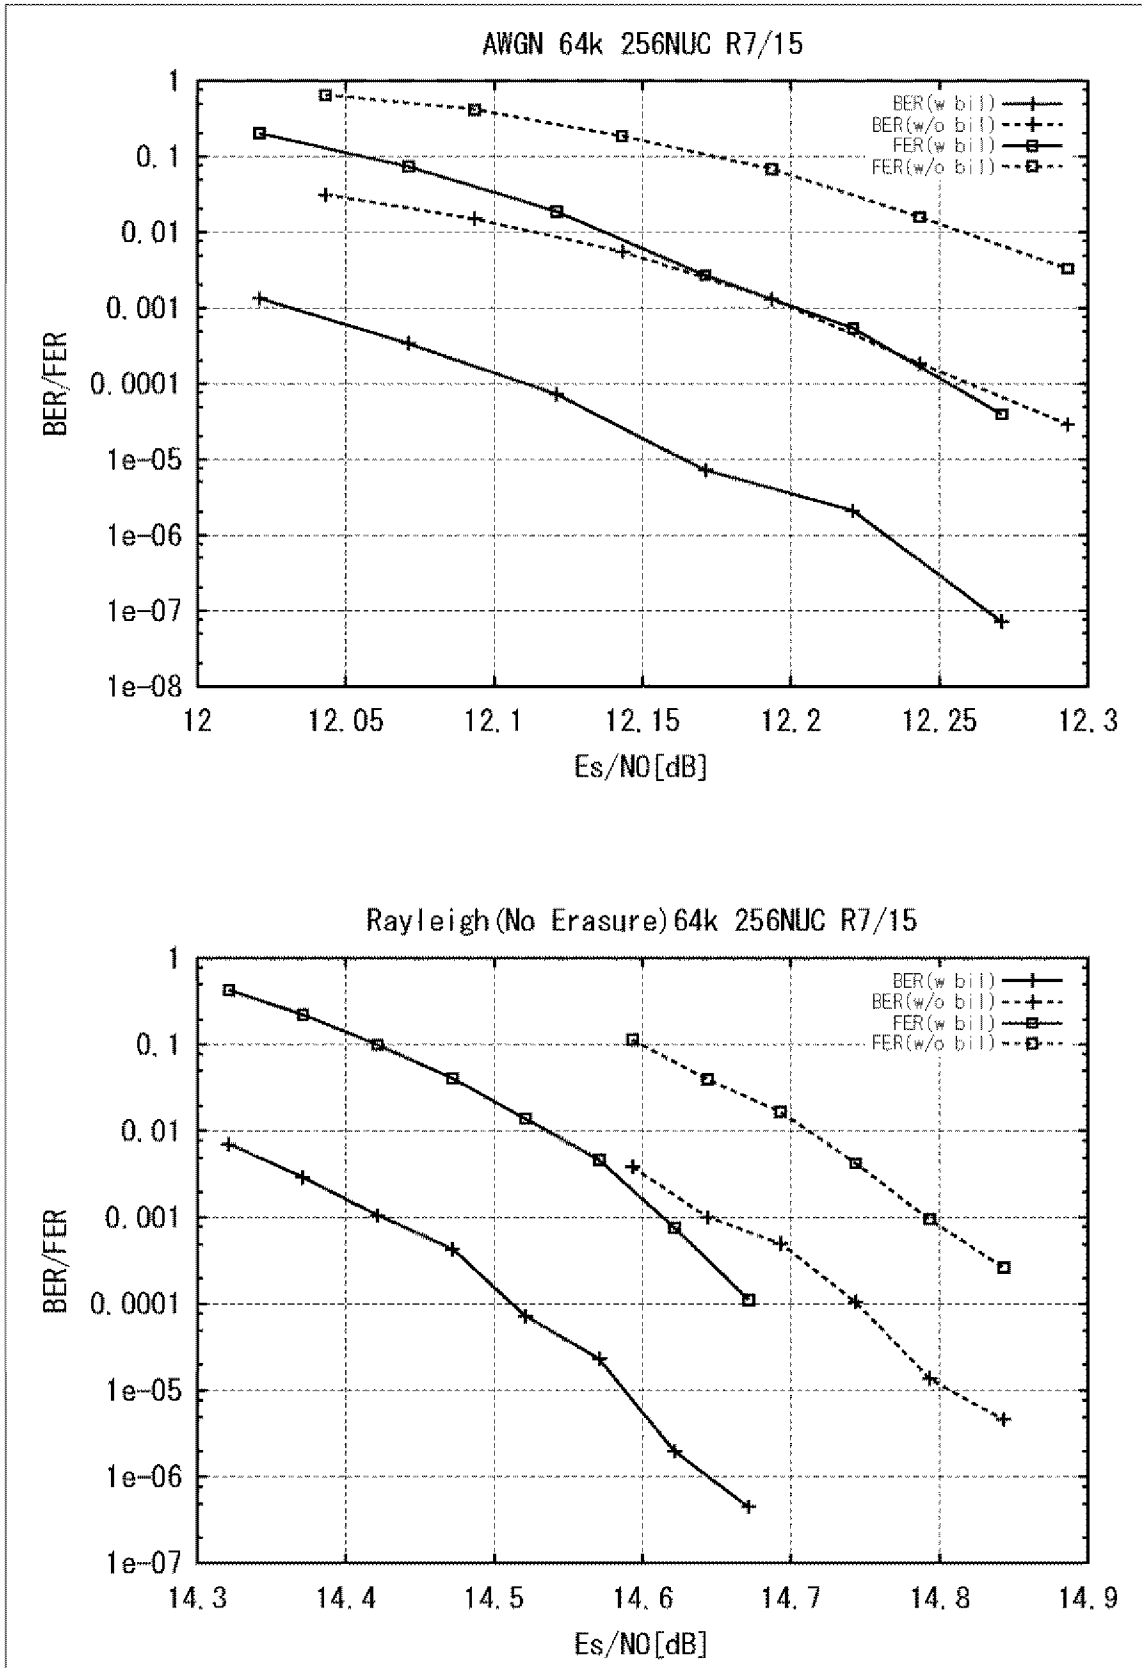 AWGN 64k 256NUC R7/15
BER(w bil)
BER(w/o bil)
FER(w bil)
FER(w/o bil)
1
0.1
0.01
0.001
0.0001
1e-05
1e-06
1e-07
1e-08
BER/FER
12 12.05 12.1 12.15 12.2 12.25 12.3
Es/N0[dB]
Rayleigh(No Erasure)64k 256NUC R7/15
BER(w bil)
BER(w/o bil)
FER(w bil)
FER(w/o bil)
1
0.1
0.01
0.001
0.0001
1e-05
1e-06
1e-07
BER/FER
14.3 14.4 14.5 14.6 14.7 14.8 14.9
Es/N0[dB]